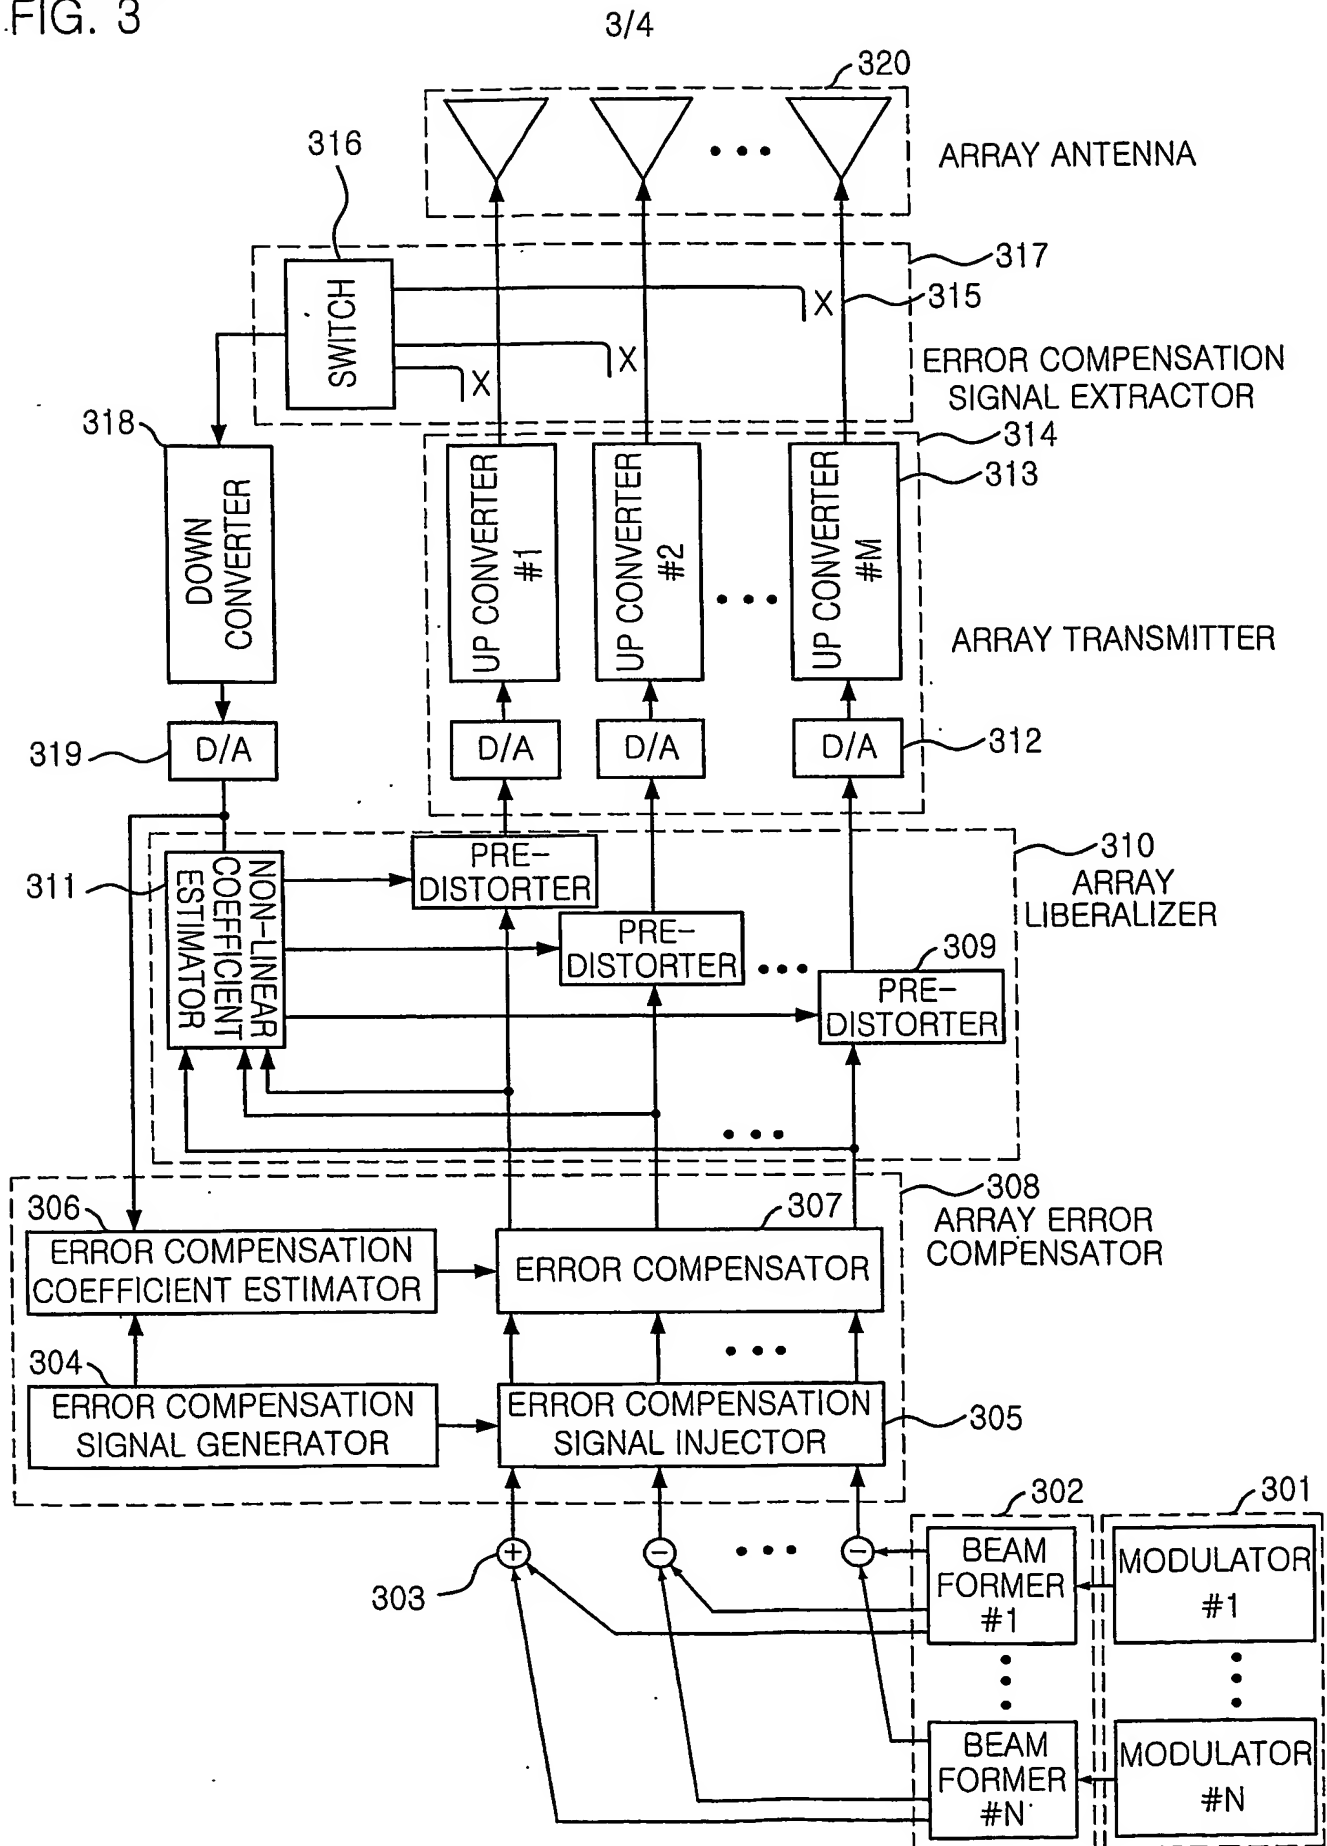 FIG. 3
3/4
320
ARRAY ANTENNA
316
317
SWITCH
X
315
X
X
ERROR COMPENSATION
SIGNAL EXTRACTOR
318
314
313
DOWN
CONVERTER
UP CONVERTER
#1
UP CONVERTER
#2
UP CONVERTER
#M
ARRAY TRANSMITTER
319
D/A
D/A
D/A
D/A
312
310
ARRAY
LIBERALIZER
311
NON-LINEAR
COEFFICIENT
ESTIMATOR
PRE-
DISTORTER
PRE-
DISTORTER
309
PRE-
DISTORTER
308
ARRAY ERROR
COMPENSATOR
306
307
ERROR COMPENSATION
COEFFICIENT ESTIMATOR
ERROR COMPENSATOR
304
ERROR COMPENSATION
SIGNAL GENERATOR
ERROR COMPENSATION
SIGNAL INJECTOR
305
302
301
303
+
−
−
BEAM
FORMER
#1
MODULATOR
#1
BEAM
FORMER
#N
MODULATOR
#N